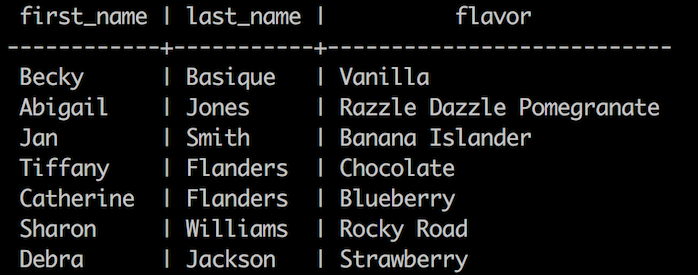 first_name | last_name | flavor
------------+-----------+---------------------------
Becky | Basique | Vanilla
Abigail | Jones | Razzle Dazzle Pomegranate
Jan | Smith | Banana Islander
Tiffany | Flanders | Chocolate
Catherine | Flanders | Blueberry
Sharon | Williams | Rocky Road
Debra | Jackson | Strawberry